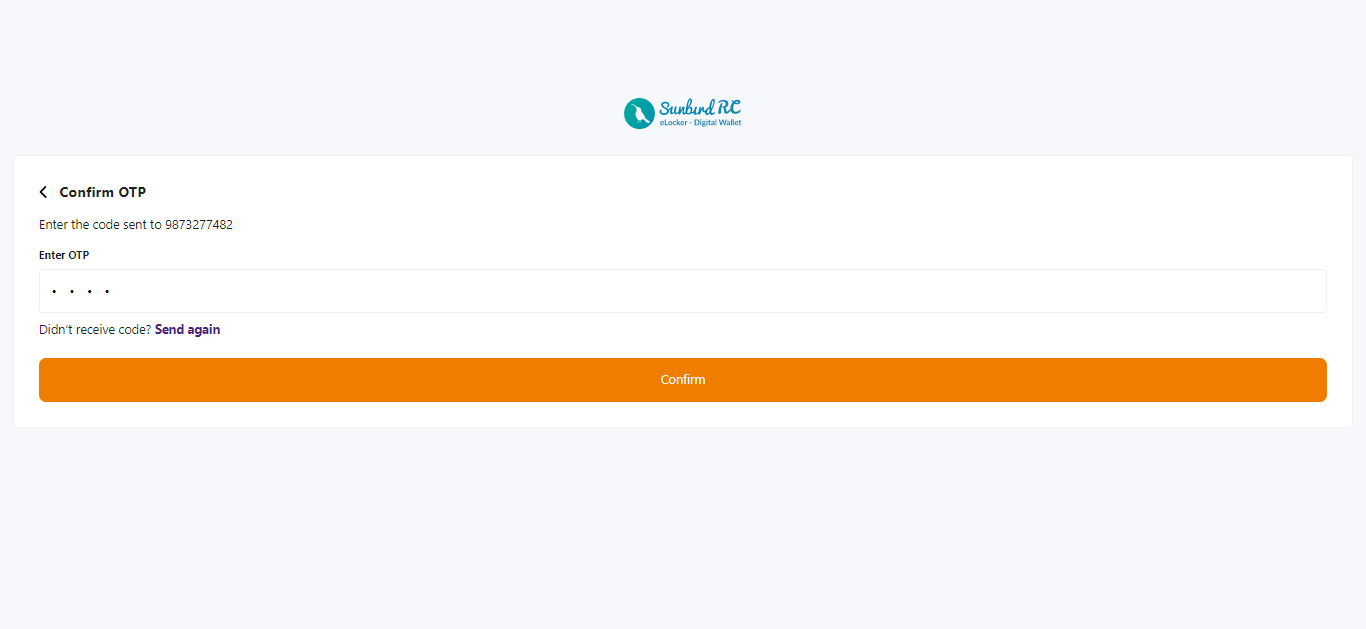 Sunbird RC
eLocker - Digital Wallet
Confirm OTP
Enter the code sent to 9873277482
Enter OTP
Didn't receive code? Send again
Confirm